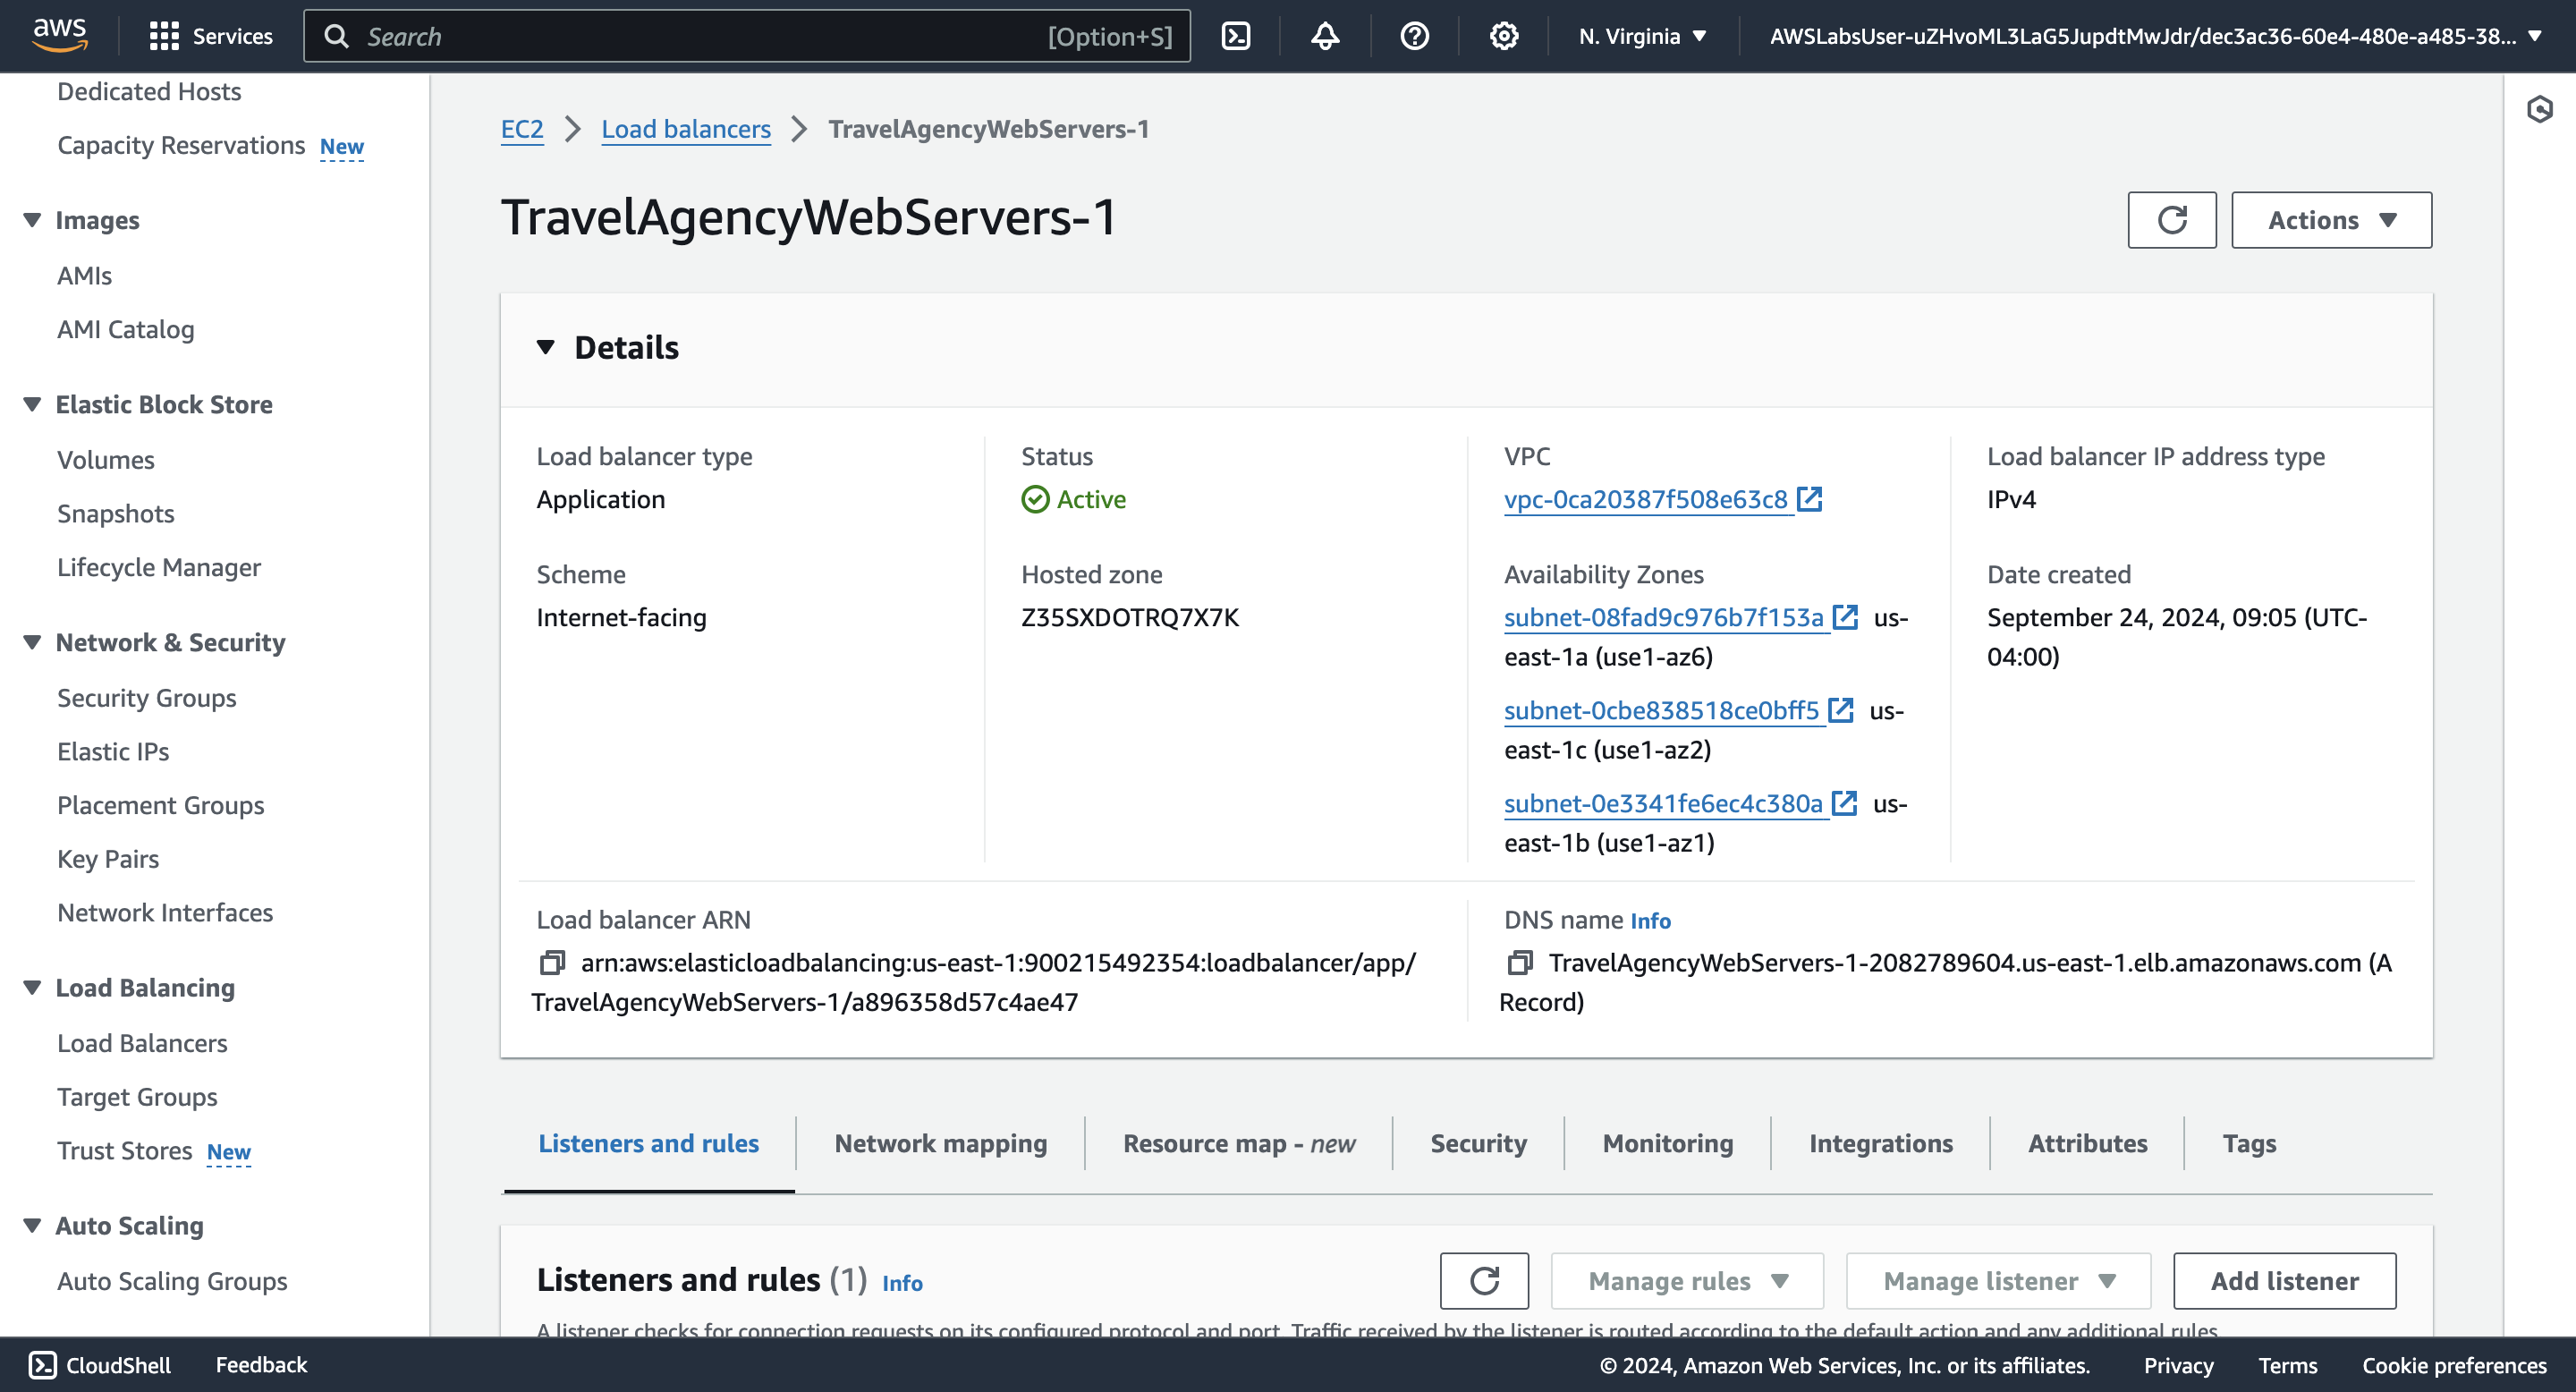 aws
Services
Search
[Option+S]
N. Virginia
AWSLabsUser-uZHvoML3LaG5JupdtMwJdr/dec3ac36-60e4-480e-a485-38...
Dedicated Hosts
Capacity Reservations New
Images
AMIs
AMI Catalog
Elastic Block Store
Volumes
Snapshots
Lifecycle Manager
Network & Security
Security Groups
Elastic IPs
Placement Groups
Key Pairs
Network Interfaces
Load Balancing
Load Balancers
Target Groups
Trust Stores New
Auto Scaling
Auto Scaling Groups
EC2 > Load balancers > TravelAgencyWebServers-1
TravelAgencyWebServers-1
Actions
Details
Load balancer type
Application
Scheme
Internet-facing
Status
Active
Hosted zone
Z35SXDOTRQ7X7K
VPC
vpc-0ca20387f508e63c8
Availability Zones
subnet-08fad9c976b7f153a us-
east-1a (use1-az6)
subnet-0cbe838518ce0bff5 us-
east-1c (use1-az2)
subnet-0e3341fe6ec4c380a us-
east-1b (use1-az1)
Load balancer IP address type
IPv4
Date created
September 24, 2024, 09:05 (UTC-
04:00)
Load balancer ARN
arn:aws:elasticloadbalancing:us-east-1:900215492354:loadbalancer/app/
TravelAgencyWebServers-1/a896358d57c4ae47
DNS name Info
TravelAgencyWebServers-1-2082789604.us-east-1.elb.amazonaws.com (A
Record)
Listeners and rules
Network mapping
Resource map - new
Security
Monitoring
Integrations
Attributes
Tags
Listeners and rules (1) Info
Manage rules
Manage listener
Add listener
A listener checks for connection requests on its configured protocol and port. Traffic received by the listener is routed according to the default action and any additional rules.
CloudShell
Feedback
© 2024, Amazon Web Services, Inc. or its affiliates.
Privacy
Terms
Cookie preferences